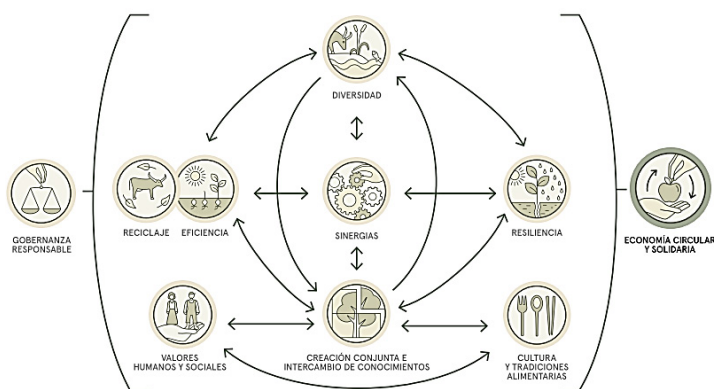 DIVERSIDAD
GOBERNANZA
RESPONSABLE
RECICLAJE
EFICIENCIA
SINERGIAS
RESILIENCIA
ECONOMÍA CIRCULAR
Y SOLIDARIA
VALORES
HUMANOS Y SOCIALES
CREACIÓN CONJUNTA E
INTERCAMBIO DE CONOCIMIENTOS
CULTURA
Y TRADICIONES
ALIMENTARIAS